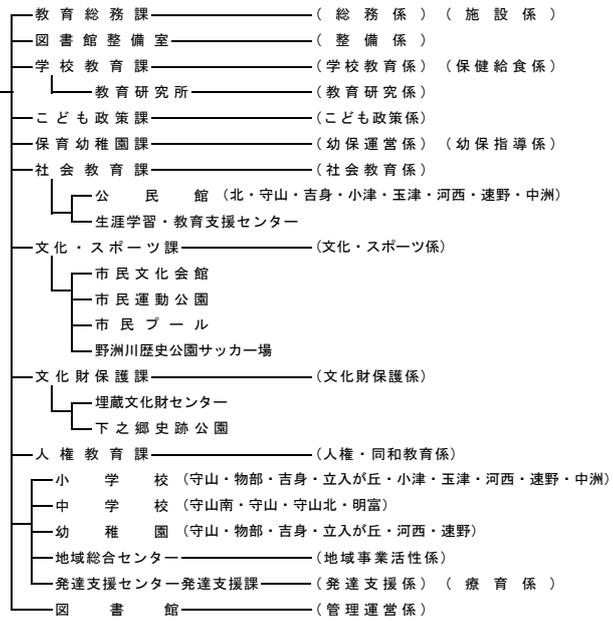 教育総務課 (総務係) (施設係)
図書館整備室 (整備係)
学校教育課 (学校教育係) (保健給食係)
教育研究所 (教育研究係)
こども政策課 (こども政策係)
保育幼稚園課 (幼保運営係) (幼保指導係)
社会教育課 (社会教育係)
公民館 (北・守山・吉身・小津・玉津・河西・速野・中洲)
生涯学習・教育支援センター
文化・スポーツ課 (文化・スポーツ係)
市民文化会館
市民運動公園
市民プール
野洲川歴史公園サッカー場
文化財保護課 (文化財保護係)
埋蔵文化財センター
下之郷史跡公園
人権教育課 (人権・同和教育係)
小学校 (守山・物部・吉身・立入が丘・小津・玉津・河西・速野・中洲)
中学校 (守山南・守山・守山北・明富)
幼稚園 (守山・物部・吉身・立入が丘・河西・速野)
地域総合センター (地域事業活性係)
発達支援センター 発達支援課 (発達支援係) (療育係)
図書館 (管理運営係)